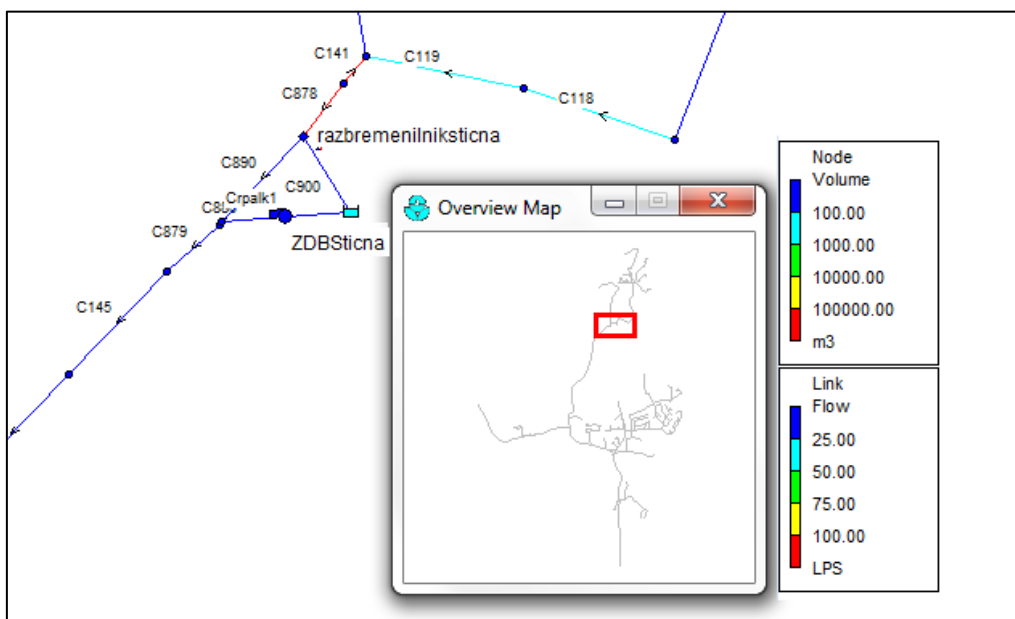 C141
C119
C878
C118
razbremenilniksticna
C890
C900
Crpalk1
C879
ZDBSticna
C145
Overview Map
Node
Volume
100.00
1000.00
10000.00
100000.00
m3
Link
Flow
25.00
50.00
75.00
100.00
LPS